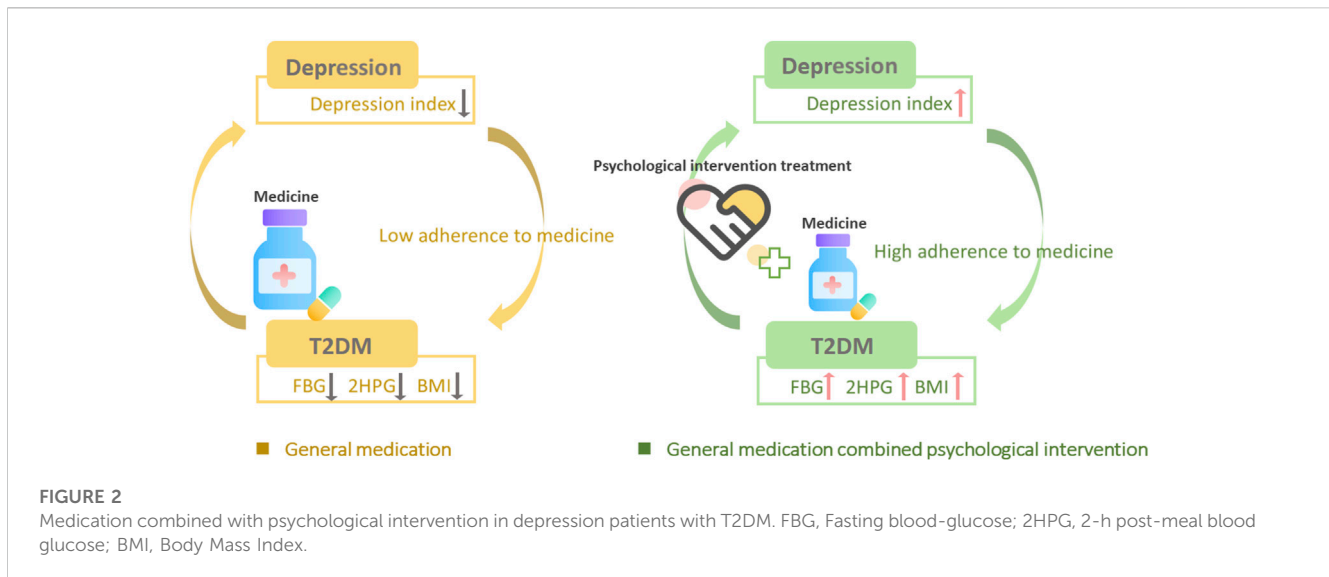 Depression
Depression index
Medicine
Low adherence to medicine
T2DM
FBG 2HPG BMI
General medication
Depression
Depression index
Psychological intervention treatment
Medicine
High adherence to medicine
T2DM
FBG 2HPG BMI
General medication combined psychological intervention
FIGURE 2
Medication combined with psychological intervention in depression patients with T2DM. FBG, Fasting blood-glucose; 2HPG, 2-h post-meal blood
glucose; BMI, Body Mass Index.